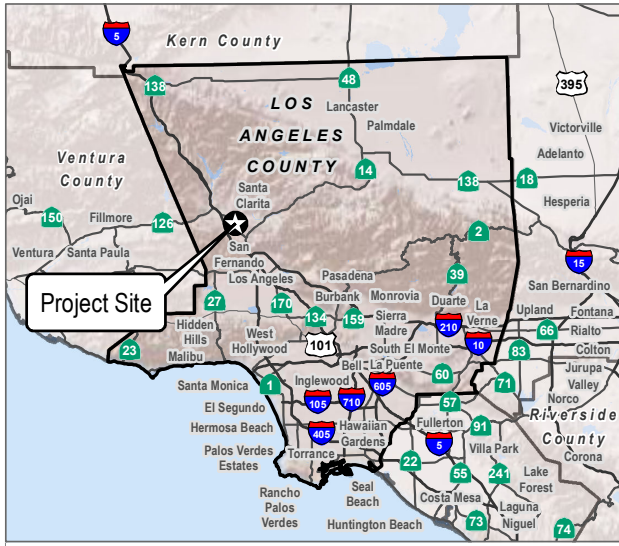 5
Kern County
395
138
48
LOS
ANGELES
COUNTY
Lancaster
Palmdale
Victorville
Adelanto
Ventura
County
14
138
18
Hesperia
Ojai
150
Fillmore
126
Santa
Clarita
2
Ventura
Santa Paula
San
Fernando
15
39
San Bernardino
Project Site
Los Angeles
Pasadena
27
170
Burbank
134
159
Monrovia
Duarte
La
Verne
Upland
Fontana
Hidden
Hills
West
Hollywood
101
Sierra
Madre
210
10
66
Rialto
23
Malibu
South El Monte
83
Colton
Bell
La Puente
60
Jurupa
Valley
Santa Monica
1
Inglewood
605
71
Norco
El Segundo
105
710
57
Riverside
County
Hermosa Beach
Hawaiian
Gardens
Fullerton
91
405
5
Villa Park
Corona
Palos Verdes
Estates
Torrance
22
55
241
Lake
Forest
Rancho
Palos
Verdes
Seal
Beach
Costa Mesa
Laguna
Niguel
Huntington Beach
73
74